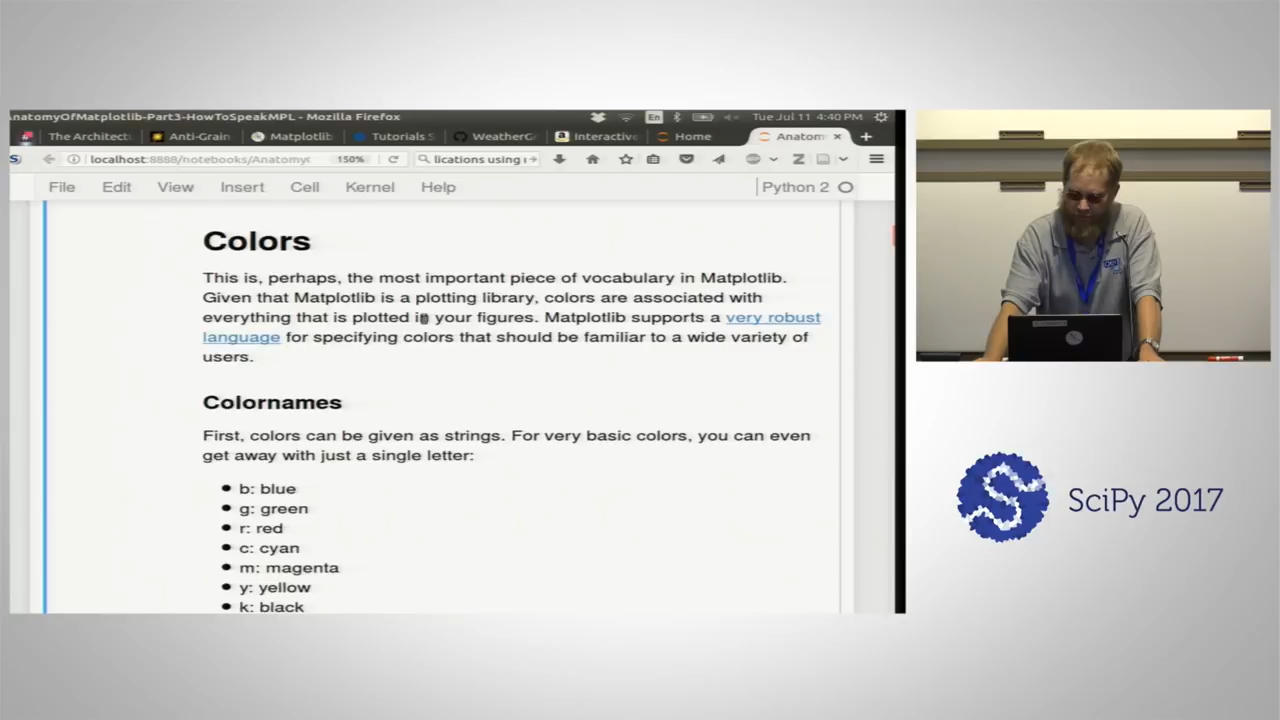 AnatomyOfMatplotlib-Part3-HowToSpeakMPL - Mozilla Firefox
En
Tue Jul 11 4:40 PM
The Architect
Anti-Grain
Matplotlib
Tutorials S
WeatherG
Interactive
Home
Anatom
localhost:8888/notebooks/Anatomy
150%
lications using
File Edit View Insert Cell Kernel Help
Python 2
Colors
This is, perhaps, the most important piece of vocabulary in Matplotlib.
Given that Matplotlib is a plotting library, colors are associated with
everything that is plotted in your figures. Matplotlib supports a very robust
language for specifying colors that should be familiar to a wide variety of
users.
Colornames
First, colors can be given as strings. For very basic colors, you can even
get away with just a single letter:
b: blue
g: green
r: red
c: cyan
m: magenta
y: yellow
k: black
SciPy 2017